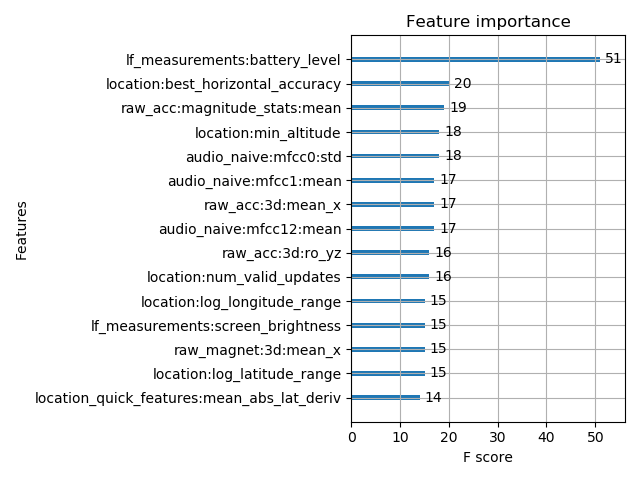 Feature importance
Features
lf_measurements:battery_level 51
location:best_horizontal_accuracy 20
raw_acc:magnitude_stats:mean 19
location:min_altitude 18
audio_naive:mfcc0:std 18
audio_naive:mfcc1:mean 17
raw_acc:3d:mean_x 17
audio_naive:mfcc12:mean 17
raw_acc:3d:ro_yz 16
location:num_valid_updates 16
location:log_longitude_range 15
lf_measurements:screen_brightness 15
raw_magnet:3d:mean_x 15
location:log_latitude_range 15
location_quick_features:mean_abs_lat_deriv 14
0 10 20 30 40 50
F score